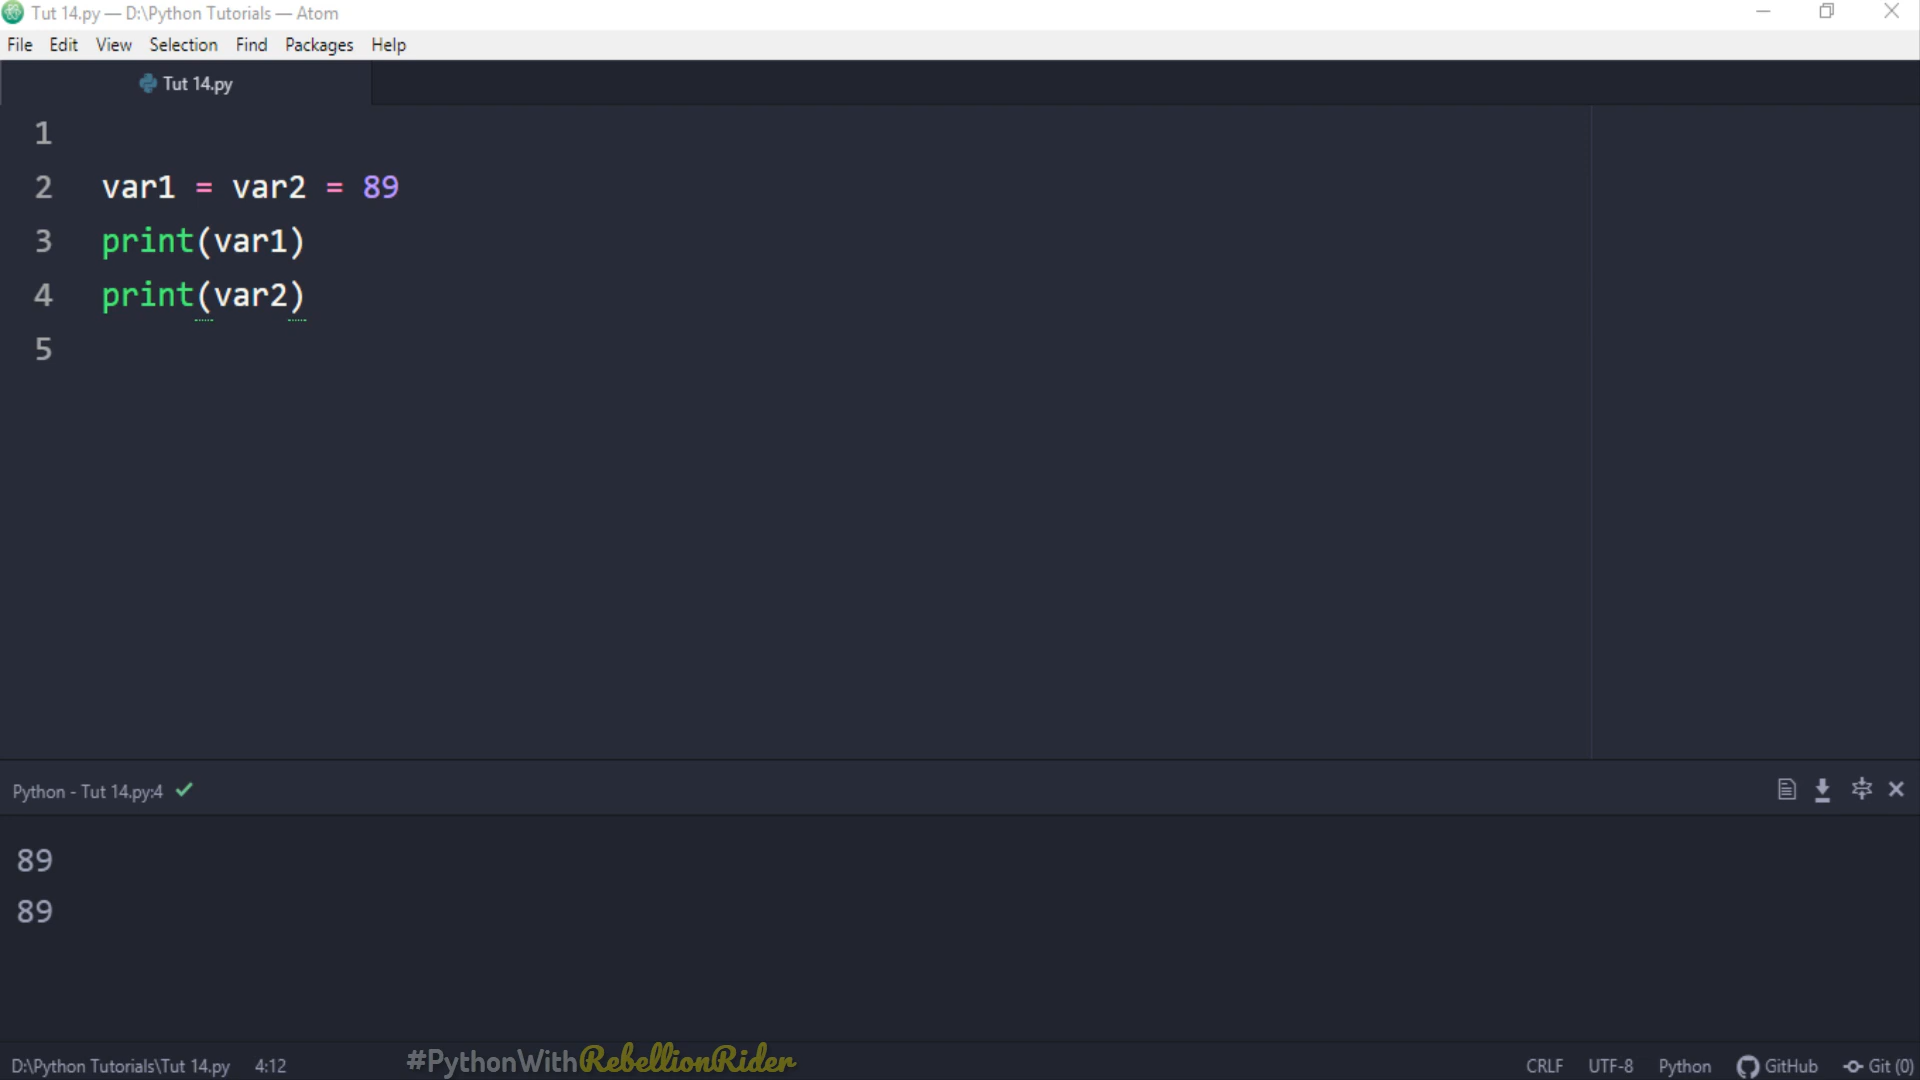 Tut 14.py — D:\Python Tutorials — Atom
File Edit View Selection Find Packages Help
Tut 14.py
1
2 var1 = var2 = 89
3 print(var1)
4 print(var2)
5
Python - Tut 14.py:4
89
89
D:\Python Tutorials\Tut 14.py 4:12 #PythonWithRebellionRider CRLF UTF-8 Python GitHub Git (0)